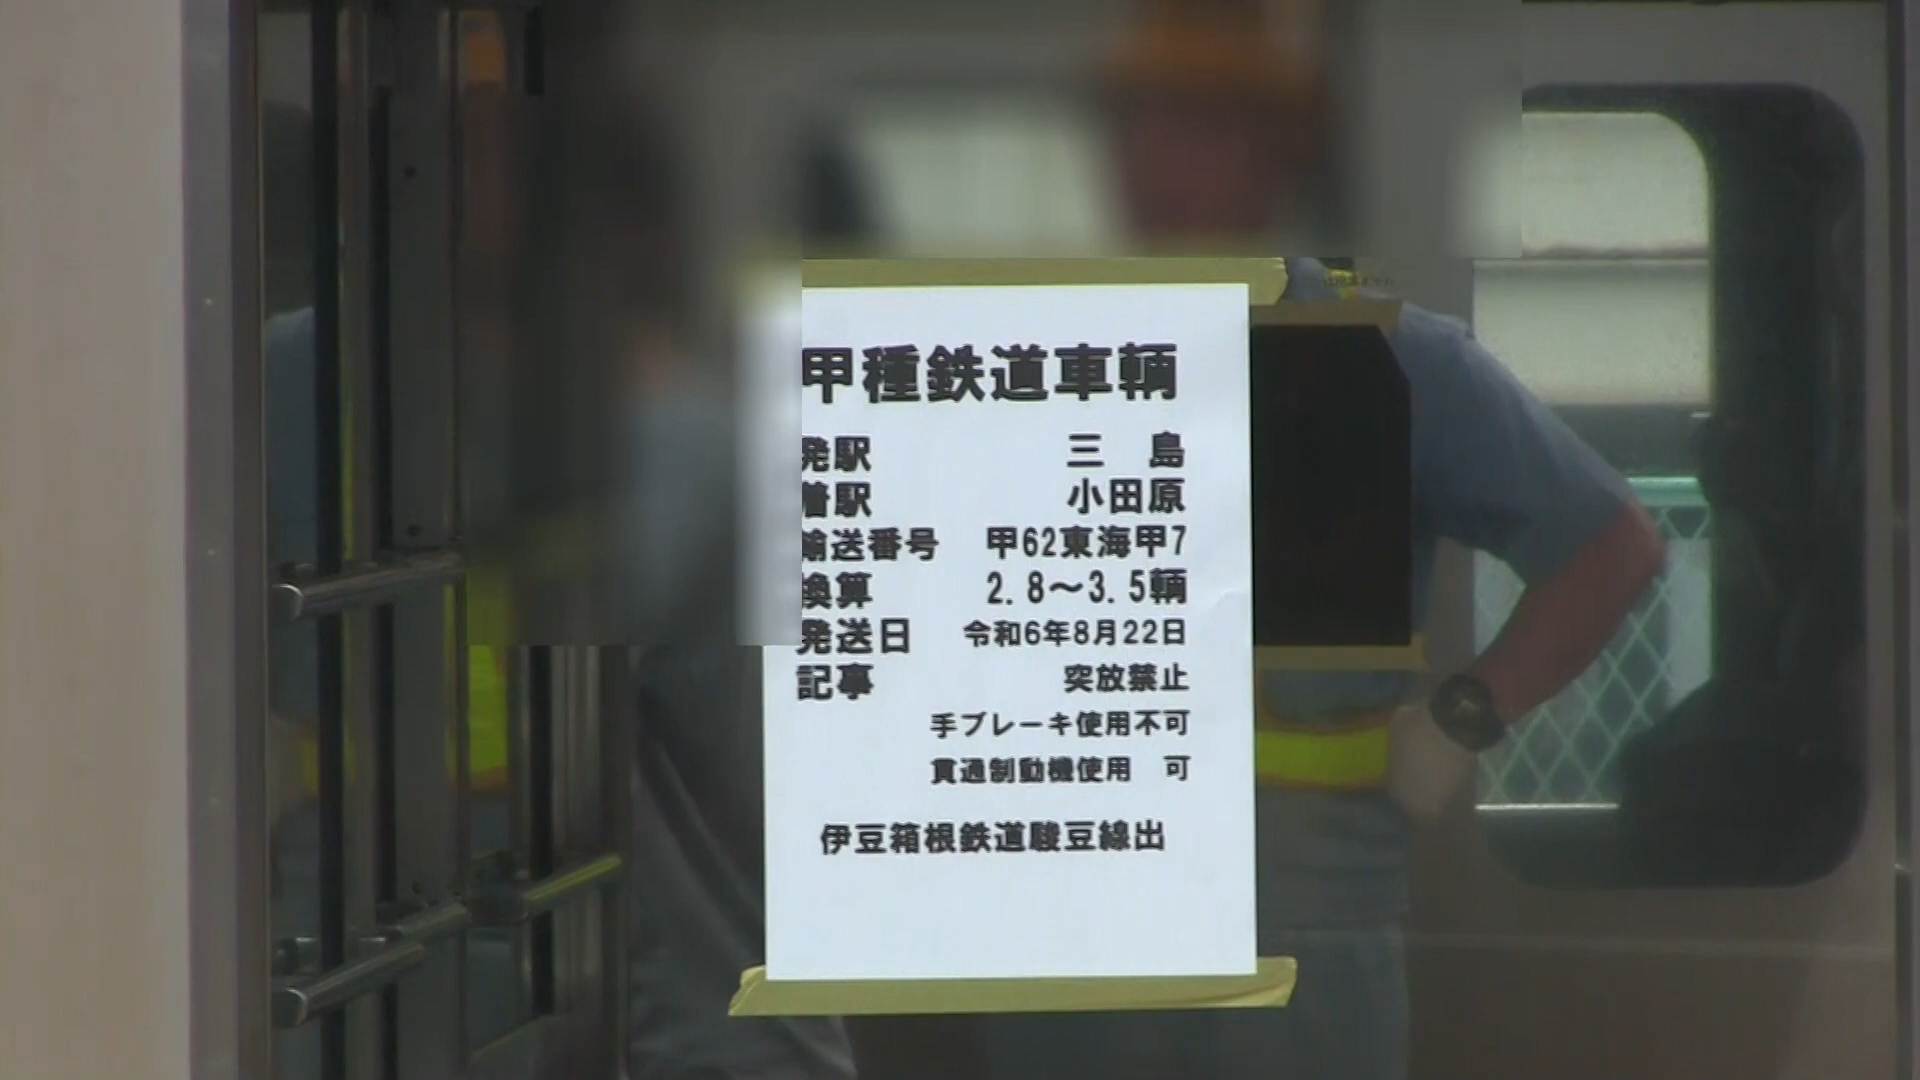 甲種鉄道車輌
発駅 三 島
着駅 小田原
輸送番号 甲62東海甲7
換算 2.8～3.5輌
発送日 令和6年8月22日
記事 突放禁止
手ブレーキ使用不可
貫通制動機使用 可
伊豆箱根鉄道駿豆線出